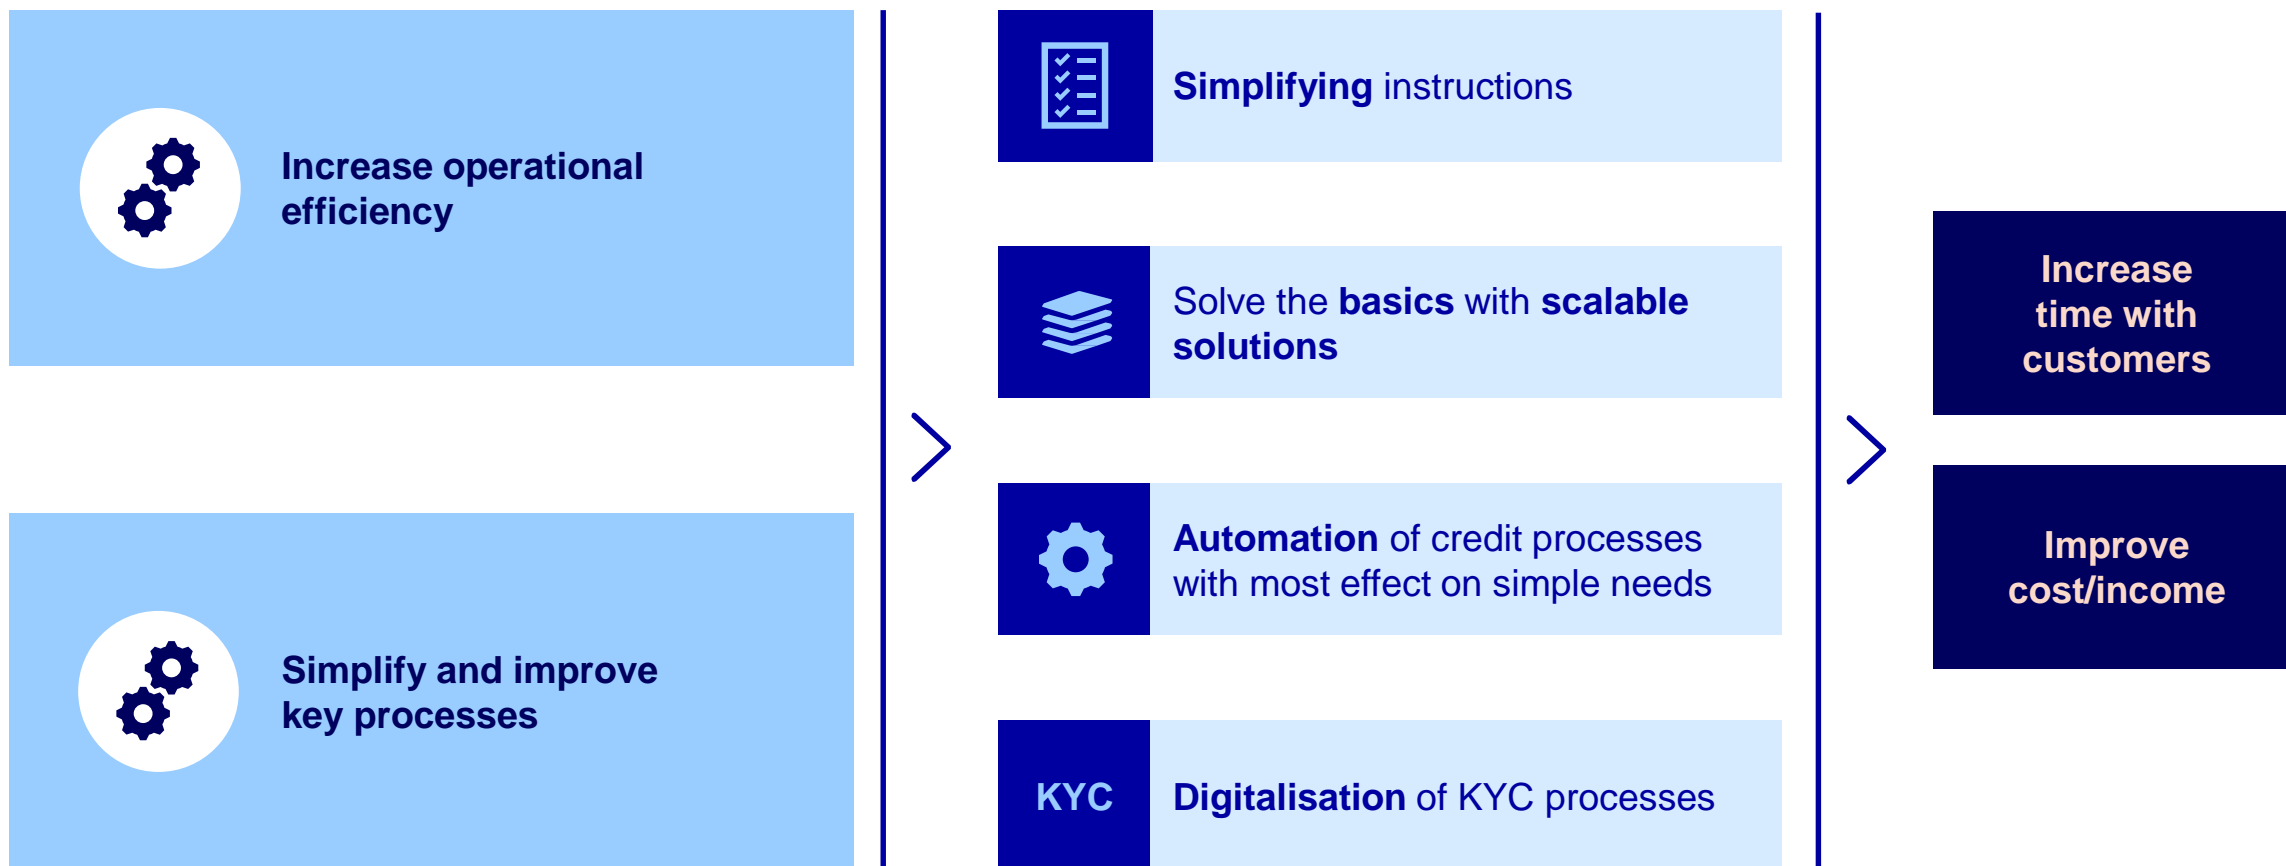 Increase operational
efficiency
Simplify and improve
key processes
Simplifying instructions
Solve the basics with scalable
solutions
Automation of credit processes
with most effect on simple needs
KYC
Digitalisation of KYC processes
Increase
time with
customers
Improve
cost/income